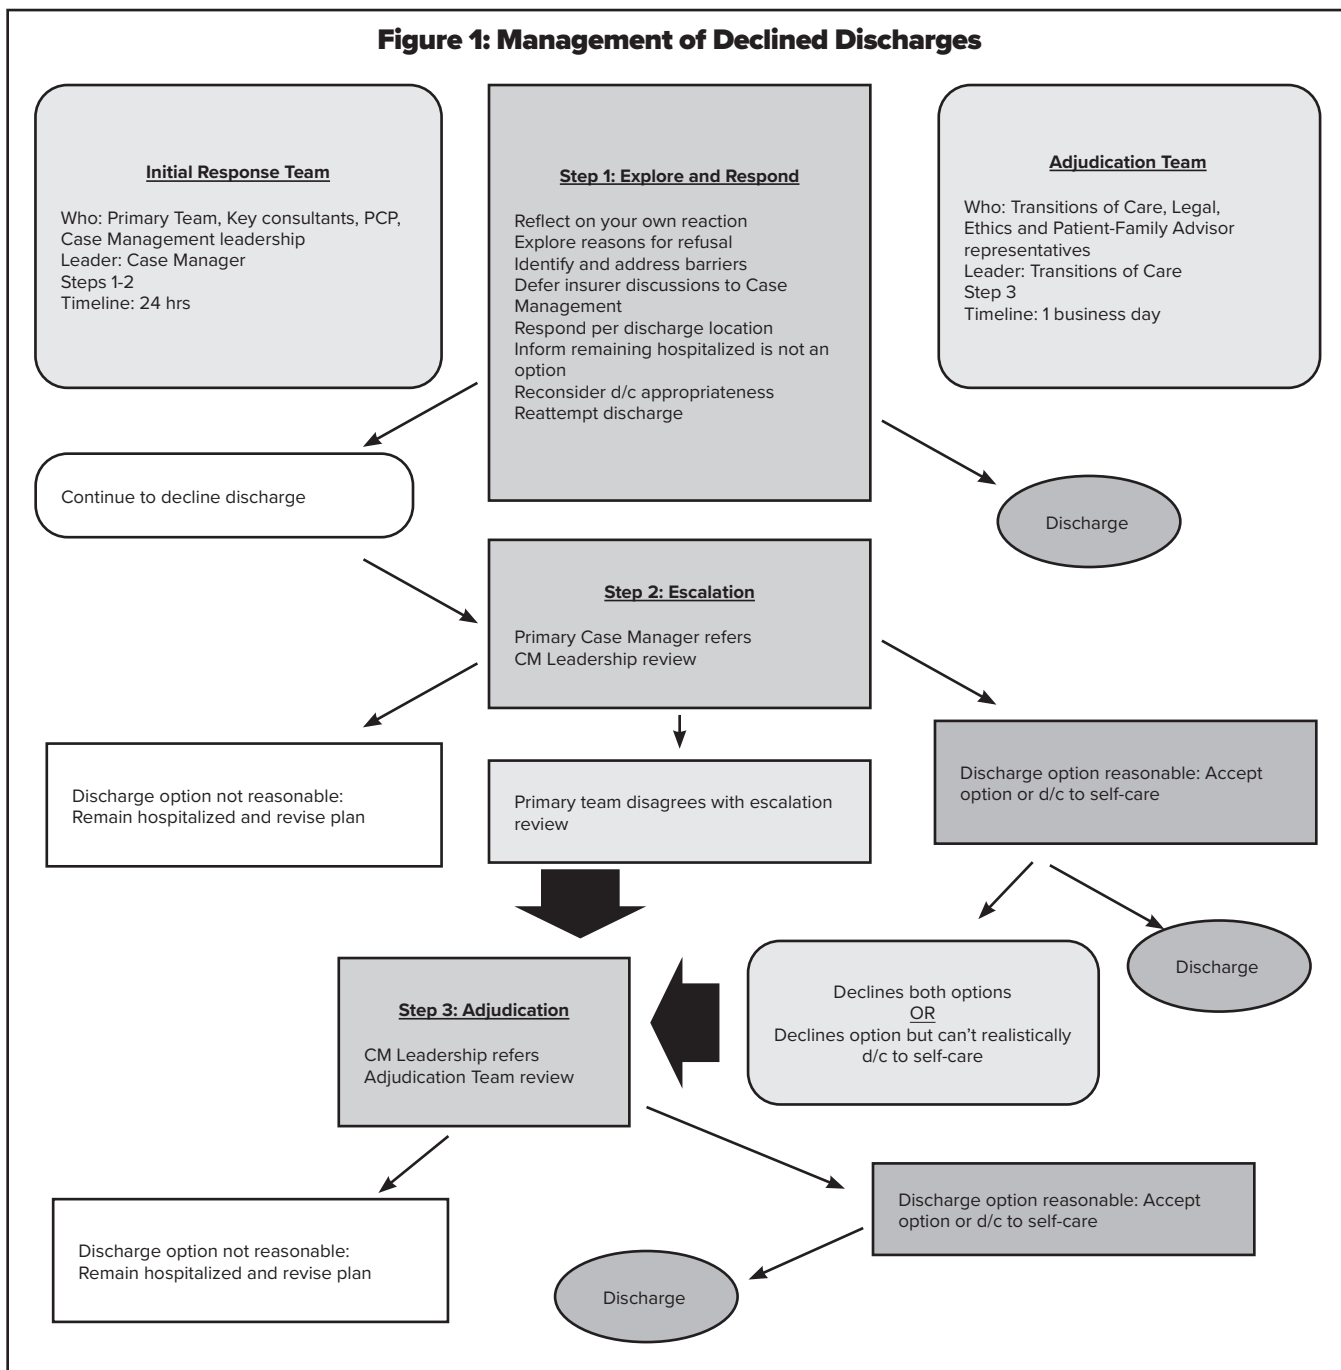 Figure 1: Management of Declined Discharges
Initial Response Team
Who: Primary Team, Key consultants, PCP,
Case Management leadership
Leader: Case Manager
Steps 1-2
Timeline: 24 hrs
Step 1: Explore and Respond
Reflect on your own reaction
Explore reasons for refusal
Identify and address barriers
Defer insurer discussions to Case
Management
Respond per discharge location
Inform remaining hospitalized is not an
option
Reconsider d/c appropriateness
Reattempt discharge
Adjudication Team
Who: Transitions of Care, Legal,
Ethics and Patient-Family Advisor
representatives
Leader: Transitions of Care
Step 3
Timeline: 1 business day
Continue to decline discharge
Discharge
Step 2: Escalation
Primary Case Manager refers
CM Leadership review
Discharge option not reasonable:
Remain hospitalized and revise plan
Primary team disagrees with escalation
review
Discharge option reasonable: Accept
option or d/c to self-care
Step 3: Adjudication
CM Leadership refers
Adjudication Team review
Declines both options
OR
Declines option but can't realistically
d/c to self-care
Discharge
Discharge option not reasonable:
Remain hospitalized and revise plan
Discharge option reasonable: Accept
option or d/c to self-care
Discharge